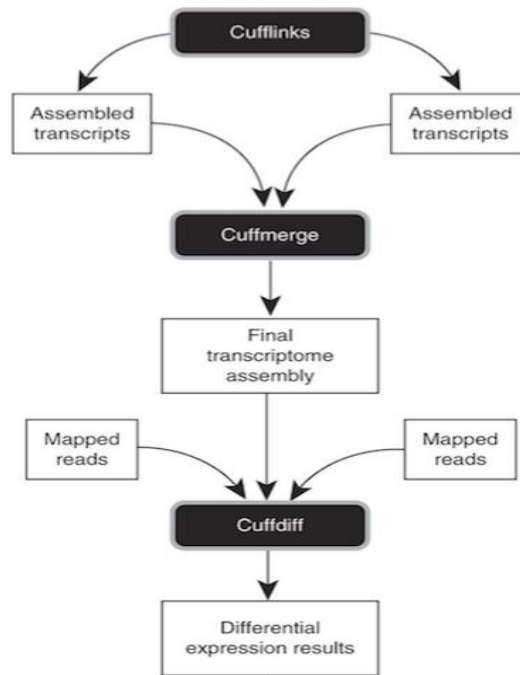 Cufflinks
Assembled
transcripts
Assembled
transcripts
Cuffmerge
Final
transcriptome
assembly
Mapped
reads
Mapped
reads
Cuffdiff
Differential
expression results